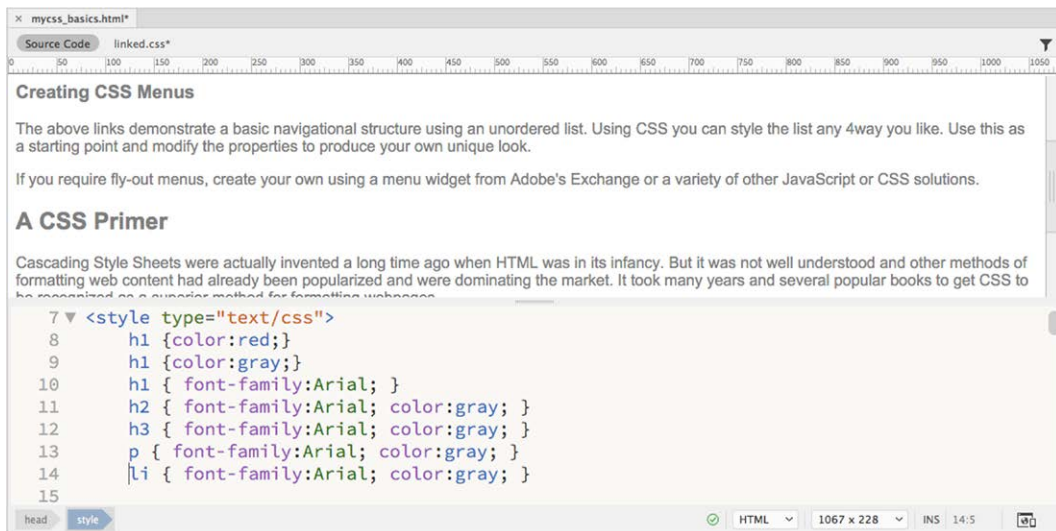 × mycss_basics.html*
Source Code linked.css*
0 50 100 150 200 250 300 350 400 450 500 550 600 650 700 750 800 850 900 950 1000 1050
Creating CSS Menus
The above links demonstrate a basic navigational structure using an unordered list. Using CSS you can style the list any 4way you like. Use this as
a starting point and modify the properties to produce your own unique look.
If you require fly-out menus, create your own using a menu widget from Adobe's Exchange or a variety of other JavaScript or CSS solutions.
A CSS Primer
Cascading Style Sheets were actually invented a long time ago when HTML was in its infancy. But it was not well understood and other methods of
formatting web content had already been popularized and were dominating the market. It took many years and several popular books to get CSS to
be recognized as a superior method for formatting webpages
7 <style type="text/css">
8 h1 {color:red;}
9 h1 {color:gray;}
10 h1 { font-family:Arial; }
11 h2 { font-family:Arial; color:gray; }
12 h3 { font-family:Arial; color:gray; }
13 p { font-family:Arial; color:gray; }
14 li { font-family:Arial; color:gray; }
15
head style HTML 1067 x 228 INS 14:5